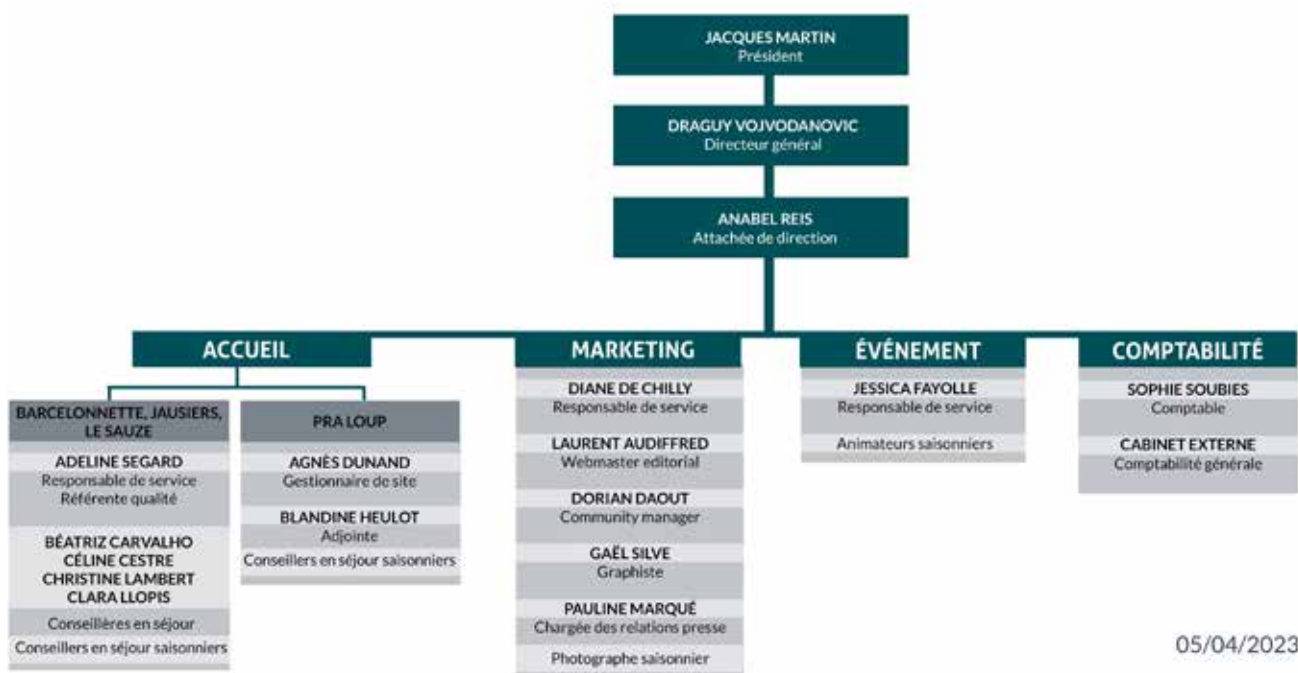 JACQUES MARTIN
Président
DRAGUY VOJVODANOVIC
Directeur général
ANABEL REIS
Attachée de direction
ACCUEIL
BARCELONNETTE, JAUSIERS,
LE SAUZE
ADELINE SEGARD
Responsable de service
Référente qualité
BÉATRIZ CARVALHO
CÉLINE CESTRE
CHRISTINE LAMBERT
CLARA LLOPIS
Conseillères en séjour
Conseillers en séjour saisonniers
PRA LOUP
AGNÈS DUNAND
Gestionnaire de site
BLANDINE HEULOT
Adjointe
Conseillers en séjour saisonniers
MARKETING
DIANE DE CHILLY
Responsable de service
LAURENT AUDIFFRED
Webmaster editorial
DORIAN DAOUT
Community manager
GAËL SILVE
Graphiste
PAULINE MARQUÉ
Chargée des relations presse
Photographe saisonnier
ÉVÉNEMENT
JESSICA FAYOLLE
Responsable de service
Animateurs saisonniers
COMPTABILITÉ
SOPHIE SOUBIES
Comptable
CABINET EXTERNE
Comptabilité générale
05/04/2023